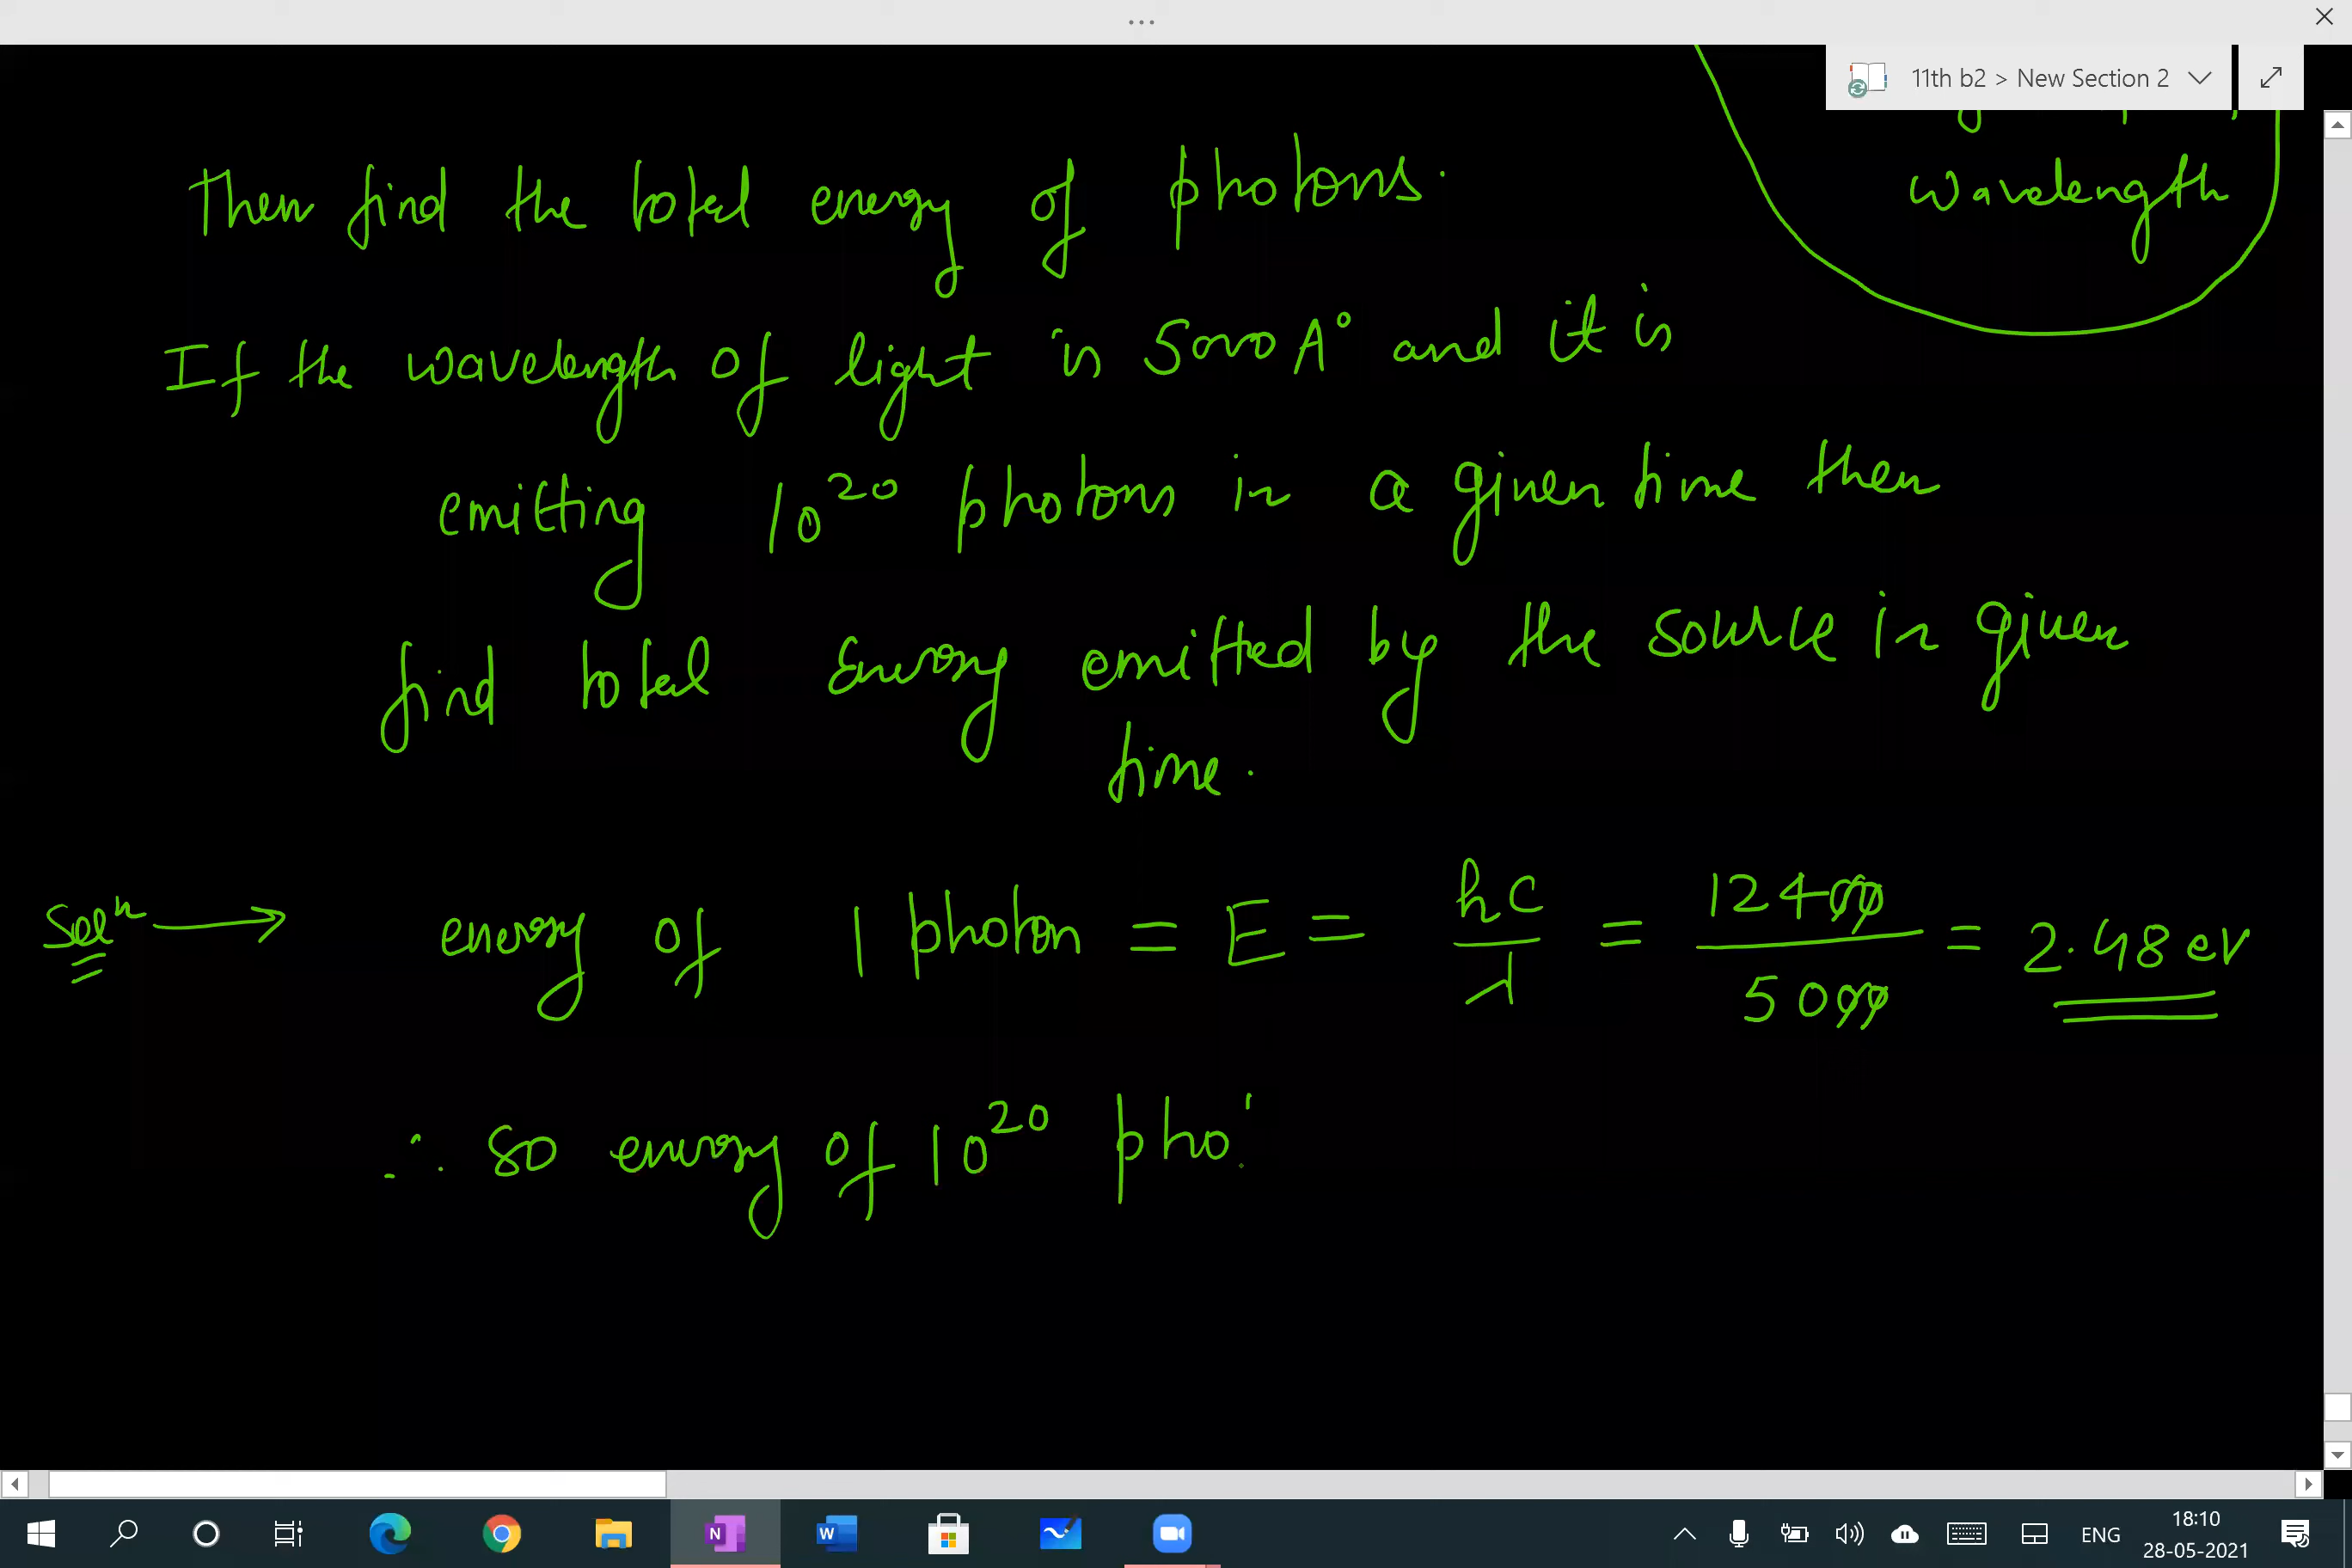 11th b2 > New Section 2
wavelength
Then find the total energy of photons.
If the wavelength of light is 5000 A° and it is
emitting 10^20 photons in a given time then
find total energy emitted by the source in given
time.
Solⁿ → energy of 1 photon = E = hc/λ = 12400/5000 = 2.48 eV
∴ so energy of 10^20 pho
ENG
18:10
28-05-2021